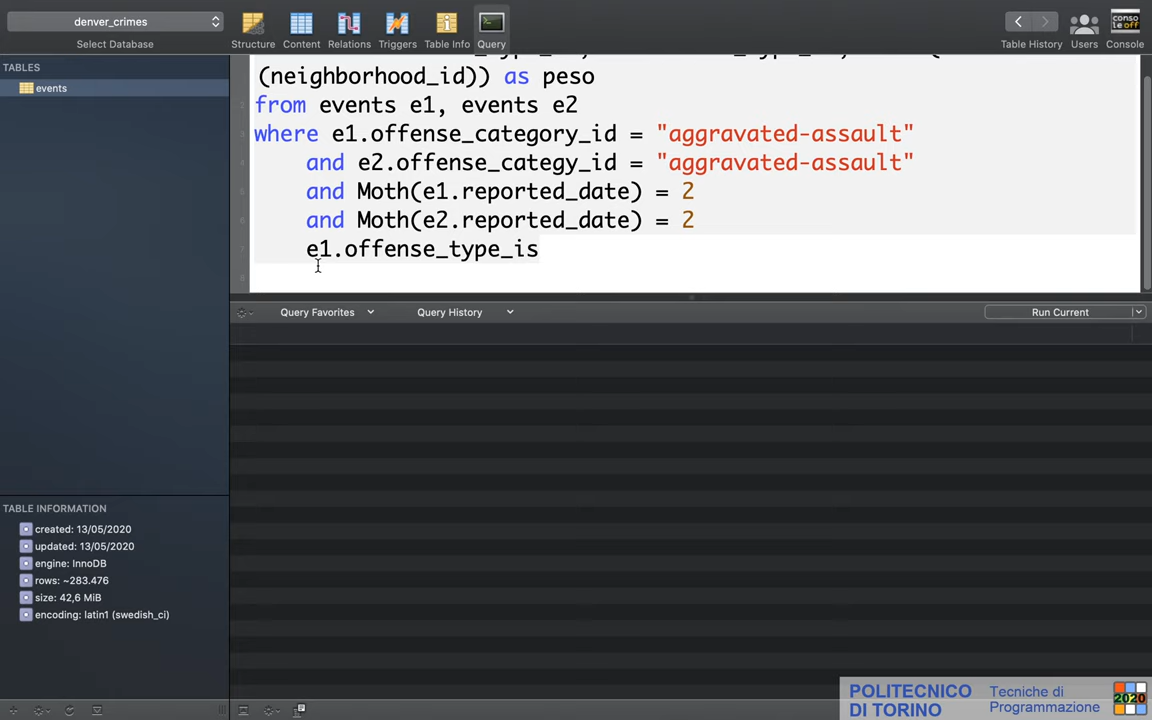 denver_crimes
Select Database
Structure
Content
Relations
Triggers
Table Info
Query
Table History
Users
Console
conso
le off
TABLES
events
(neighborhood_id)) as peso
from events e1, events e2
where e1.offense_category_id = "aggravated-assault"
and e2.offense_categy_id = "aggravated-assault"
and Moth(e1.reported_date) = 2
and Moth(e2.reported_date) = 2
e1.offense_type_is
Query Favorites
Query History
Run Current
TABLE INFORMATION
created: 13/05/2020
updated: 13/05/2020
engine: InnoDB
rows: ~283.476
size: 42,6 MiB
encoding: latin1 (swedish_ci)
POLITECNICO
DI TORINO
Tecniche di
Programmazione
2020